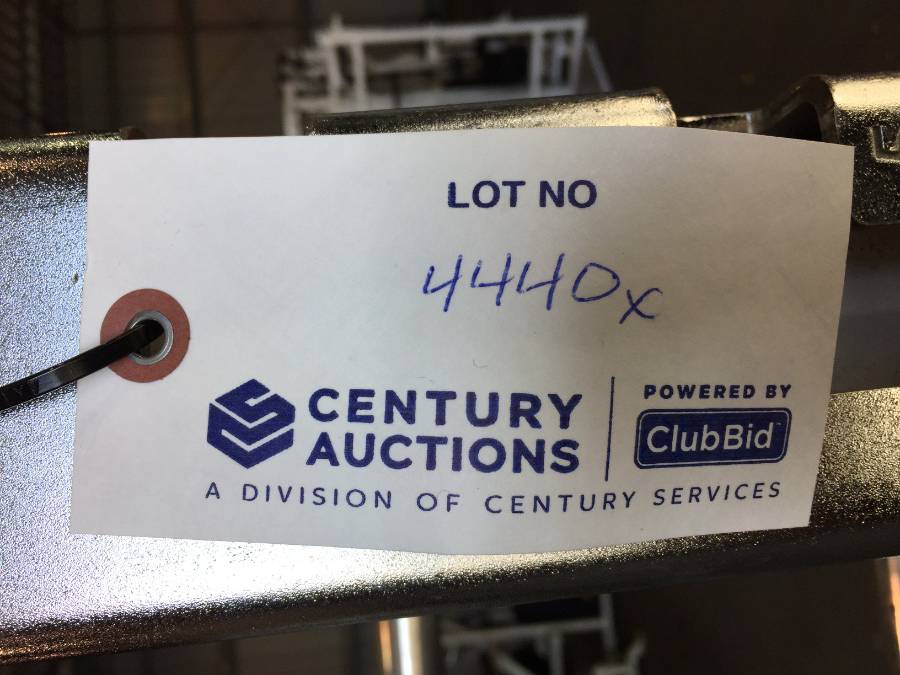 LOT NO
4440x
CENTURY
AUCTIONS
POWERED BY
ClubBid
A DIVISION OF CENTURY SERVICES